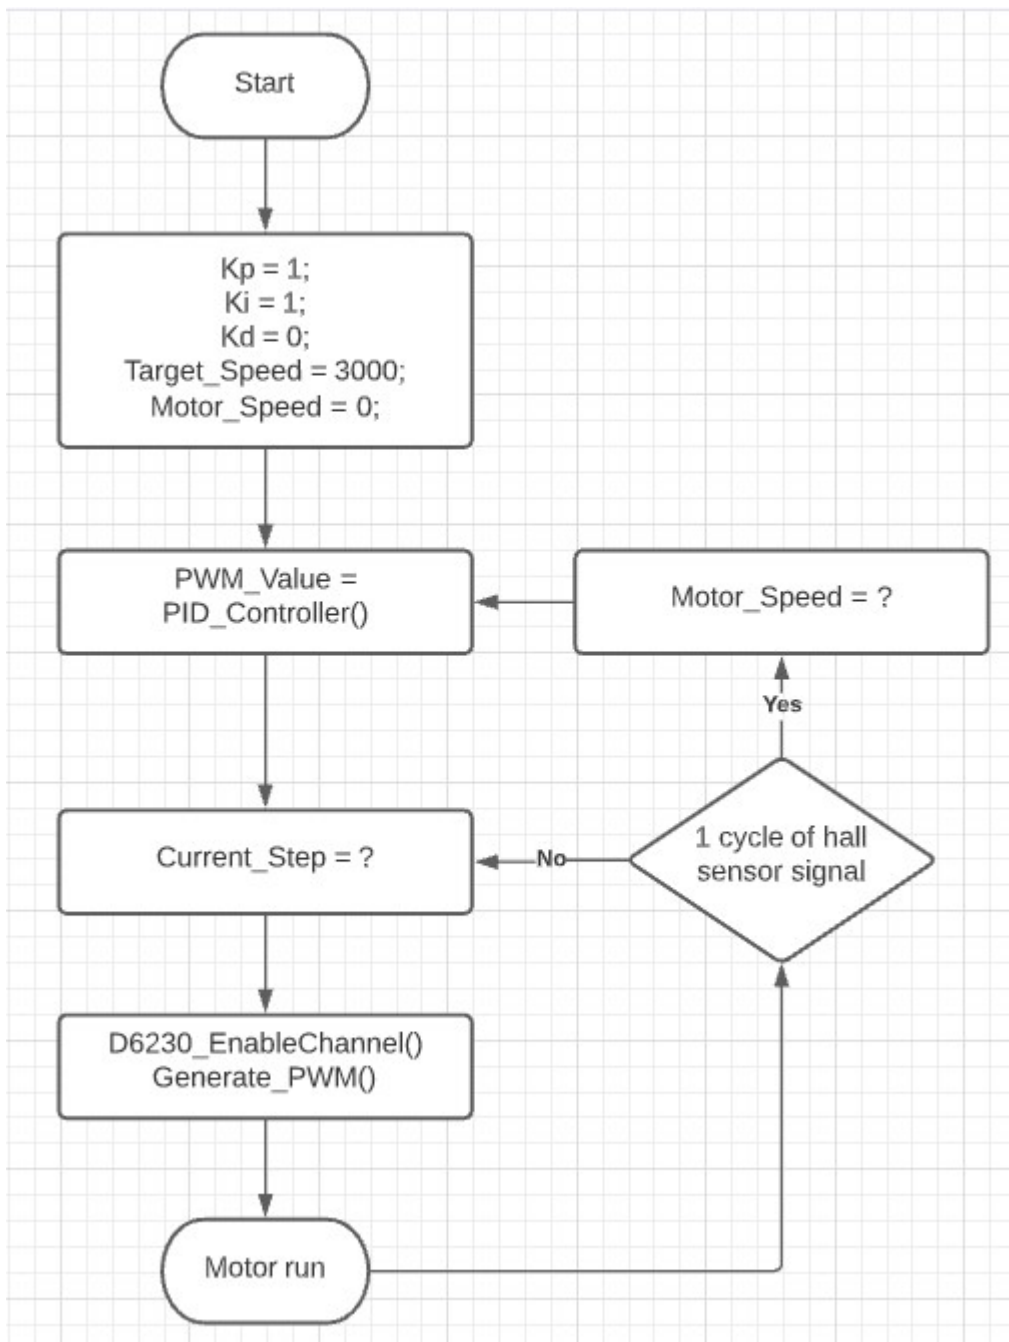 Start
Kp = 1;
Ki = 1;
Kd = 0;
Target_Speed = 3000;
Motor_Speed = 0;
PWM_Value =
PID_Controller()
Motor_Speed = ?
Yes
1 cycle of hall
sensor signal
No
Current_Step = ?
D6230_EnableChannel()
Generate_PWM()
Motor run